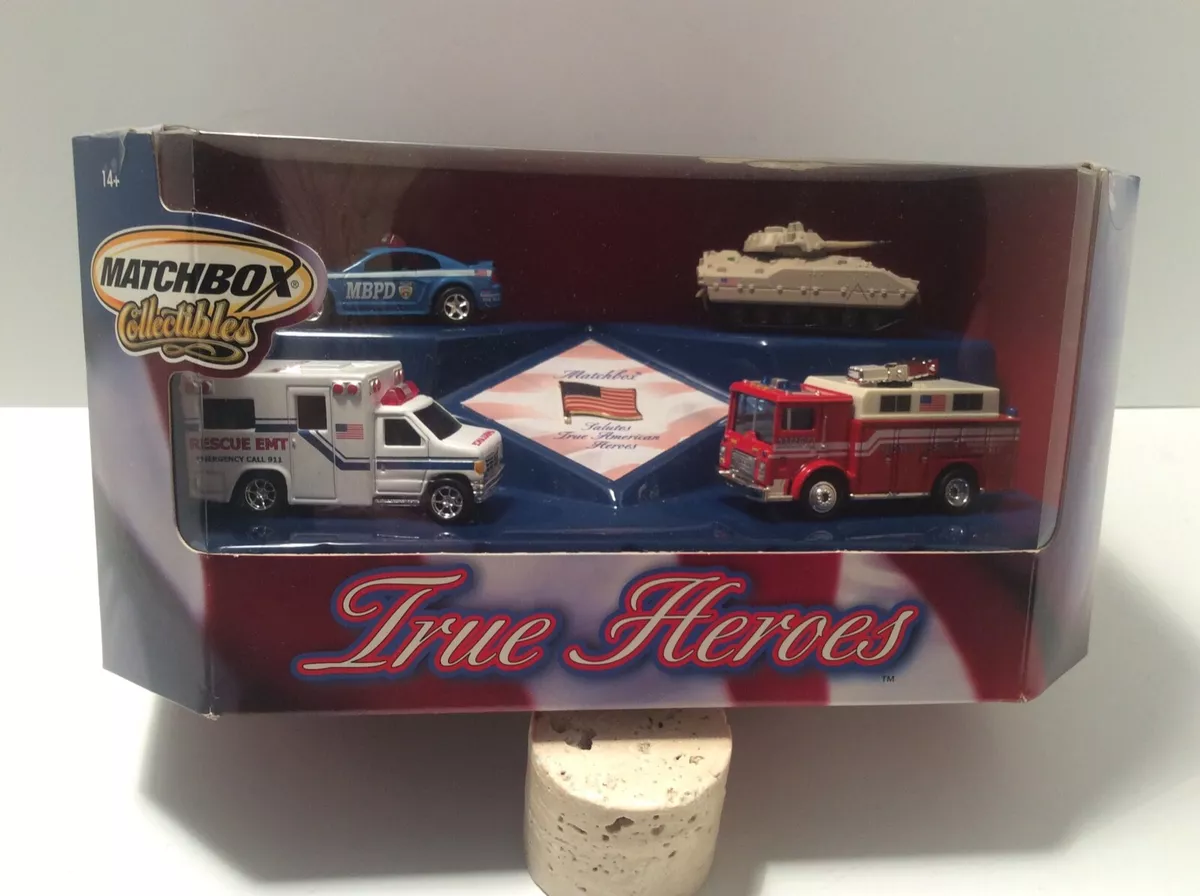 14+
MATCHBOX®
Collectibles
MBPD
RESCUE EMT
EMERGENCY CALL 911
Matchbox
Salutes
True American
Heroes
True Heroes
TM